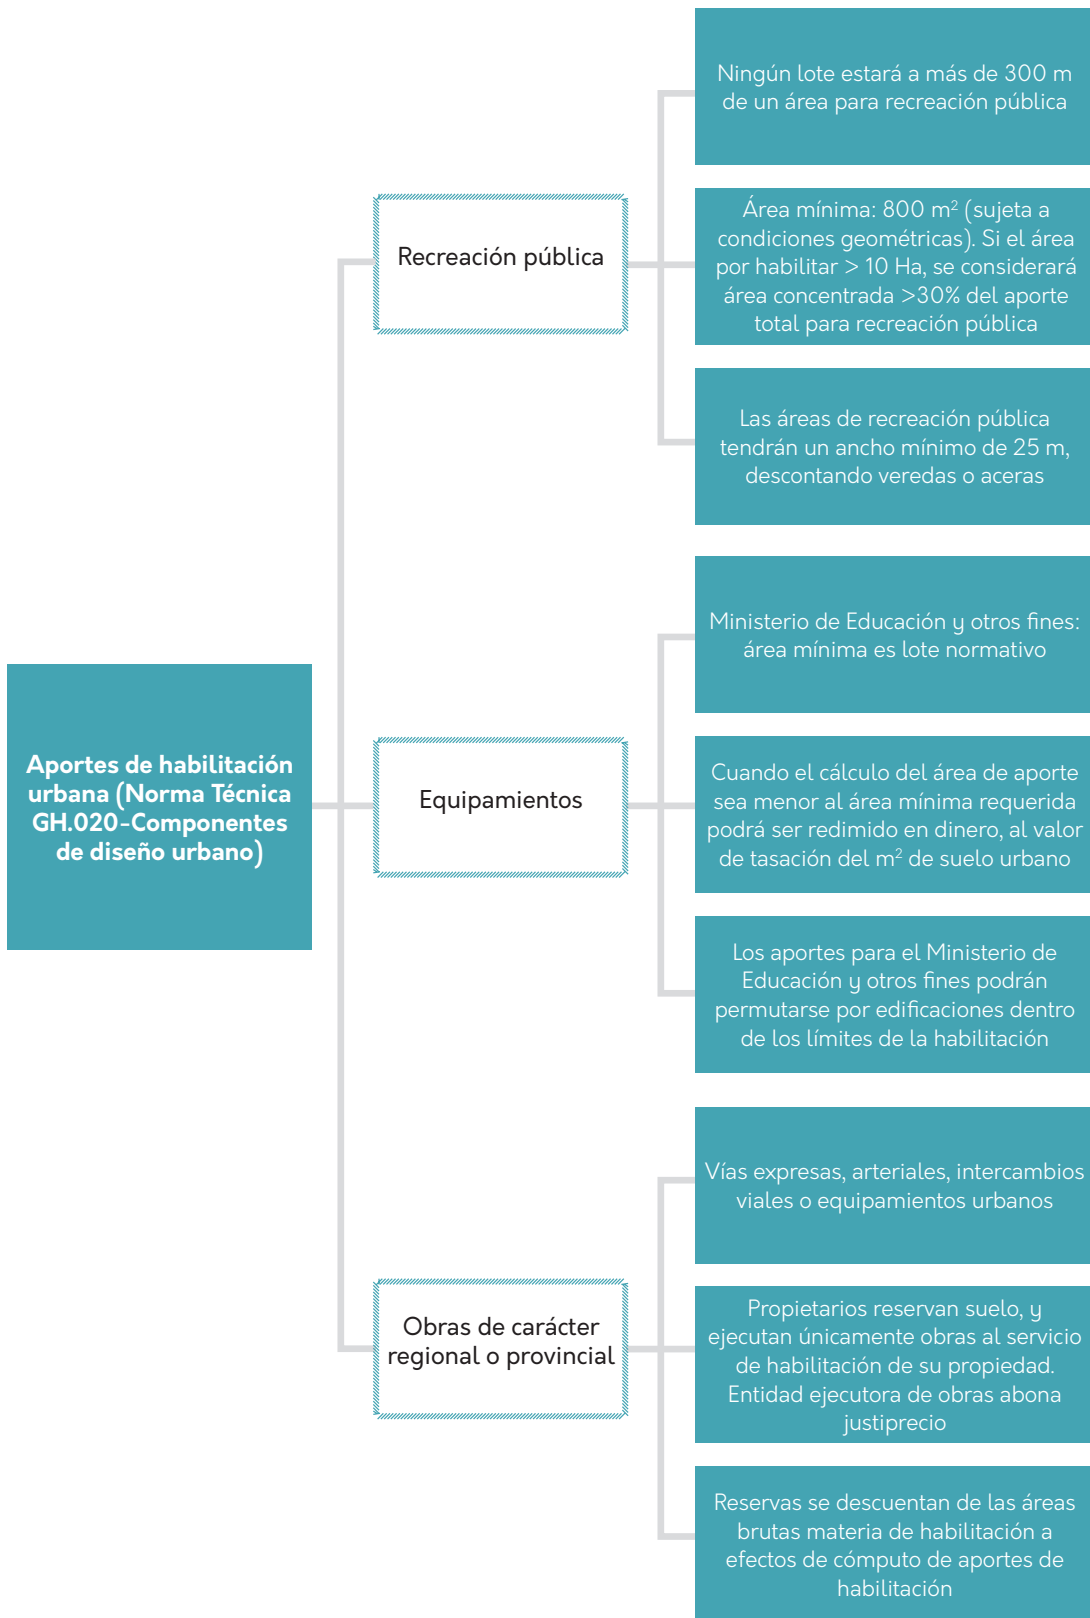 Aportes de habilitación
urbana (Norma Técnica
GH.020-Componentes
de diseño urbano)
Recreación pública
Ningún lote estará a más de 300 m
de un área para recreación pública
Área mínima: 800 m² (sujeta a
condiciones geométricas). Si el área
por habilitar > 10 Ha, se considerará
área concentrada >30% del aporte
total para recreación pública
Las áreas de recreación pública
tendrán un ancho mínimo de 25 m,
descontando veredas o aceras
Equipamientos
Ministerio de Educación y otros fines:
área mínima es lote normativo
Cuando el cálculo del área de aporte
sea menor al área mínima requerida
podrá ser redimido en dinero, al valor
de tasación del m² de suelo urbano
Los aportes para el Ministerio de
Educación y otros fines podrán
permutarse por edificaciones dentro
de los límites de la habilitación
Obras de carácter
regional o provincial
Vías expresas, arteriales, intercambios
viales o equipamientos urbanos
Propietarios reservan suelo, y
ejecutan únicamente obras al servicio
de habilitación de su propiedad.
Entidad ejecutora de obras abona
justiprecio
Reservas se descuentan de las áreas
brutas materia de habilitación a
efectos de cómputo de aportes de
habilitación